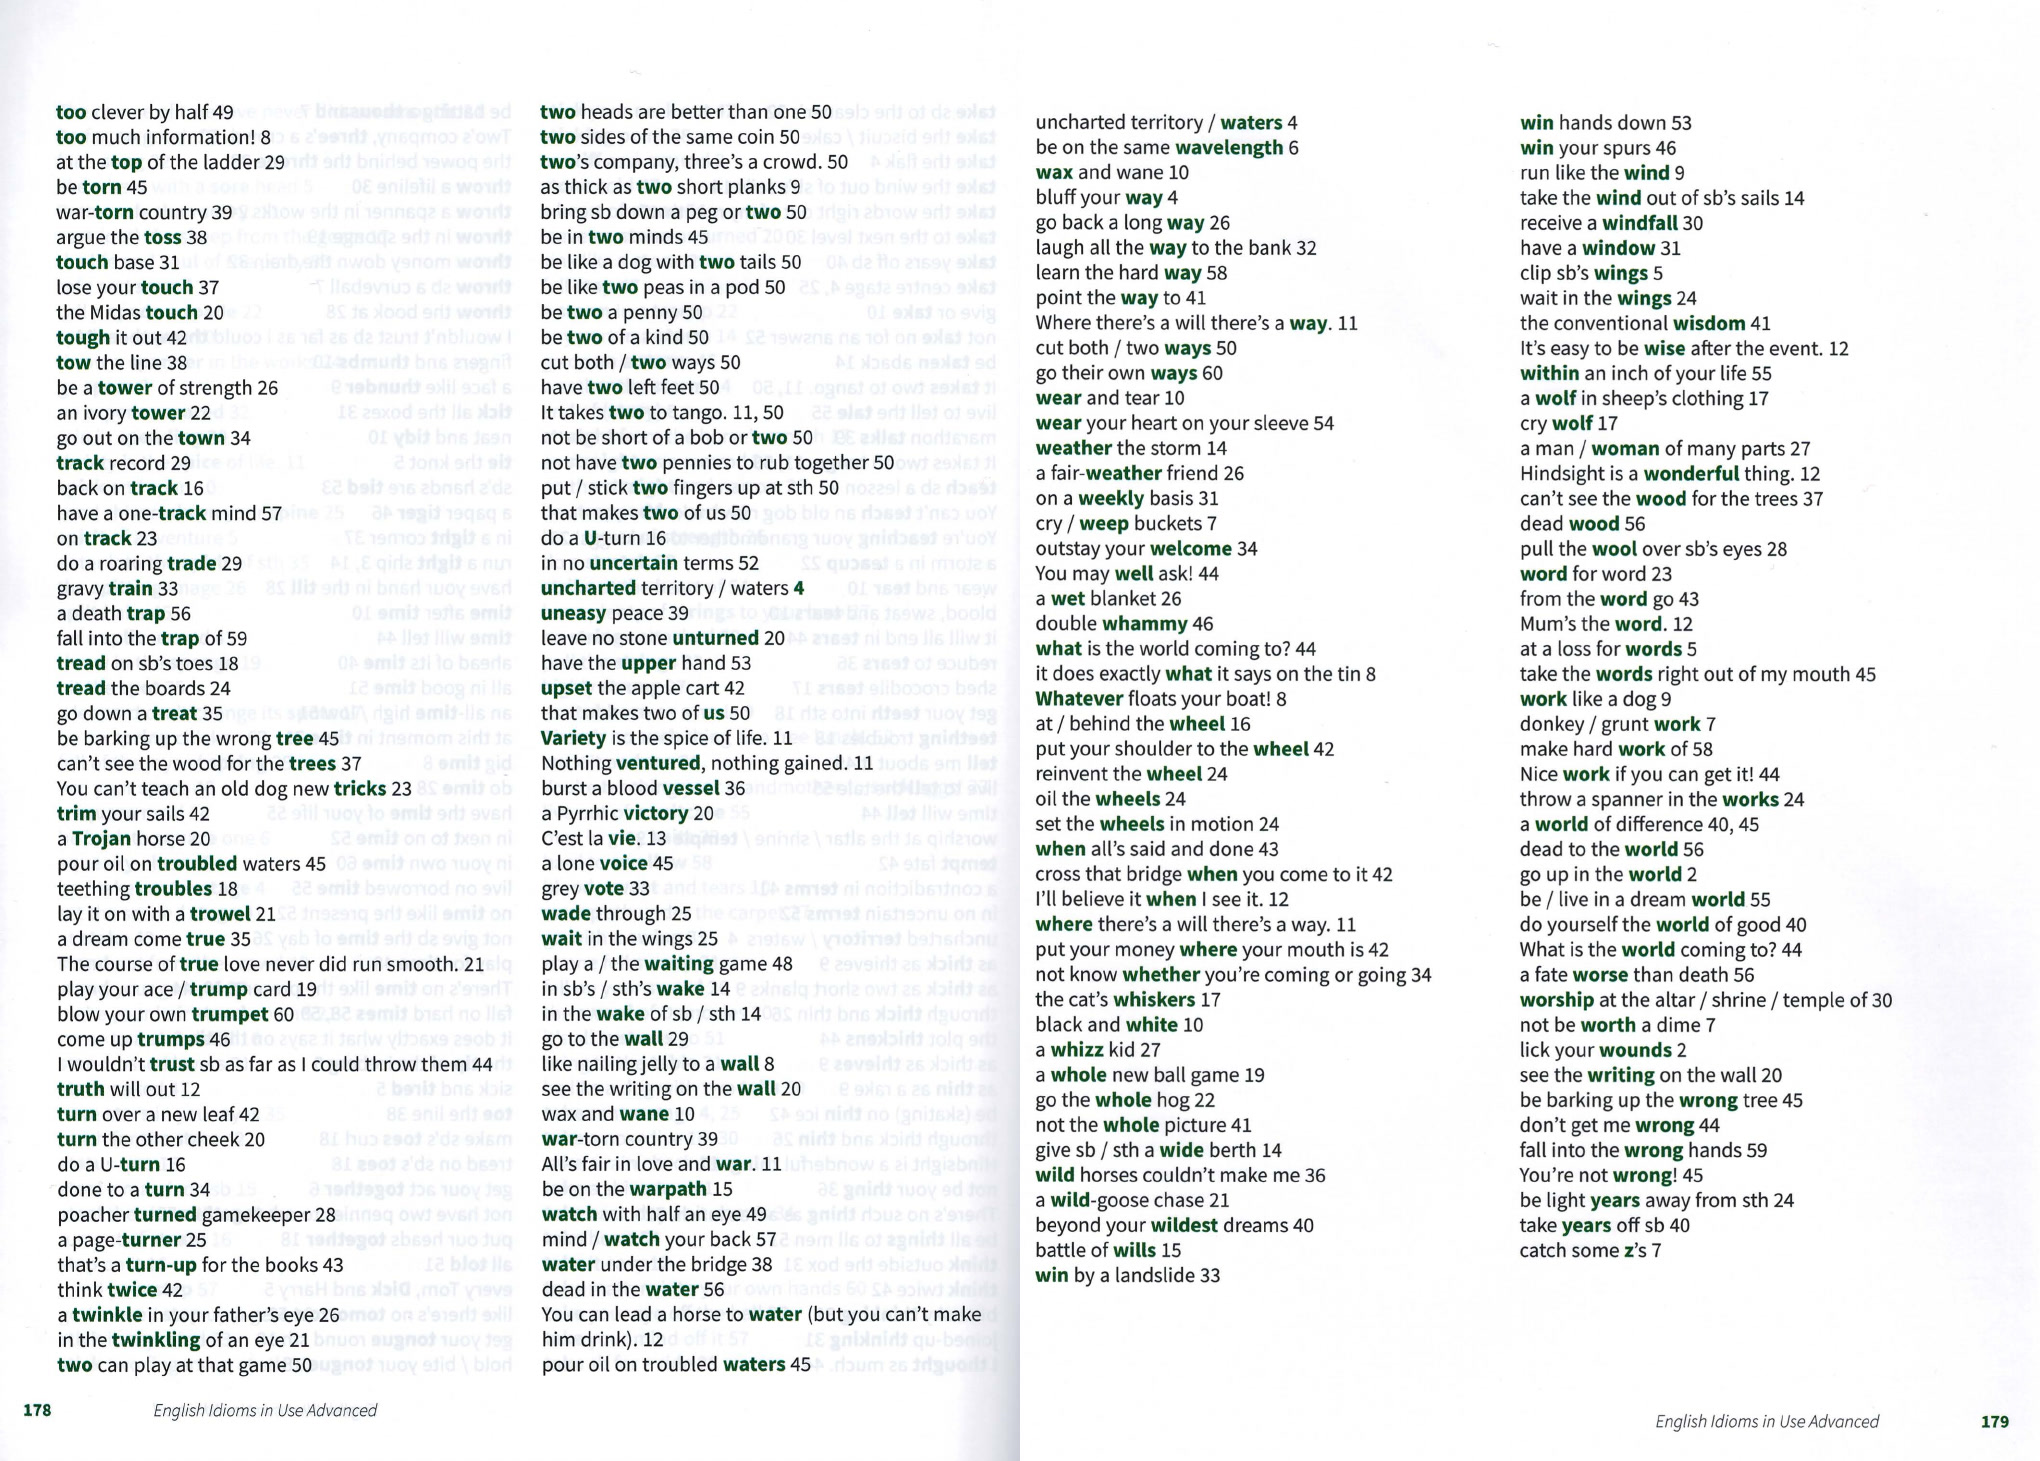 too clever by half 49
too much information! 8
at the top of the ladder 29
be torn 45
war-torn country 39
argue the toss 38
touch base 31
lose your touch 37
the Midas touch 20
tough it out 42
tow the line 38
be a tower of strength 26
an ivory tower 22
go out on the town 34
track record 29
back on track 16
have a one-track mind 57
on track 23
do a roaring trade 29
gravy train 33
a death trap 56
fall into the trap of 59
tread on sb's toes 18
tread the boards 24
go down a treat 35
be barking up the wrong tree 45
can't see the wood for the trees 37
You can't teach an old dog new tricks 23
trim your sails 42
a Trojan horse 20
pour oil on troubled waters 45
teething troubles 18
lay it on with a trowel 21
a dream come true 35
The course of true love never did run smooth. 21
play your ace / trump card 19
blow your own trumpet 60
come up trumps 46
I wouldn't trust sb as far as I could throw them 44
truth will out 12
turn over a new leaf 42
turn the other cheek 20
do a U-turn 16
done to a turn 34
poacher turned gamekeeper 28
a page-turner 25
that's a turn-up for the books 43
think twice 42
a twinkle in your father's eye 26
in the twinkling of an eye 21
two can play at that game 50
two heads are better than one 50
two sides of the same coin 50
two's company, three's a crowd. 50
as thick as two short planks 9
bring sb down a peg or two 50
be in two minds 45
be like a dog with two tails 50
be like two peas in a pod 50
be two a penny 50
be two of a kind 50
cut both / two ways 50
have two left feet 50
It takes two to tango. 11, 50
not be short of a bob or two 50
not have two pennies to rub together 50
put / stick two fingers up at sth 50
that makes two of us 50
do a U-turn 16
in no uncertain terms 52
uncharted territory / waters 4
uneasy peace 39
leave no stone unturned 20
have the upper hand 53
upset the apple cart 42
that makes two of us 50
Variety is the spice of life. 11
Nothing ventured, nothing gained. 11
burst a blood vessel 36
a Pyrrhic victory 20
C'est la vie. 13
a lone voice 45
grey vote 33
wade through 25
wait in the wings 25
play a / the waiting game 48
in sb's / sth's wake 14
in the wake of sb / sth 14
go to the wall 29
like nailing jelly to a wall 8
see the writing on the wall 20
wax and wane 10
war-torn country 39
All's fair in love and war. 11
be on the warpath 15
watch with half an eye 49
mind / watch your back 57
water under the bridge 38
dead in the water 56
You can lead a horse to water (but you can't make
him drink). 12
pour oil on troubled waters 45
178 English Idioms in Use Advanced
uncharted territory / waters 4
be on the same wavelength 6
wax and wane 10
bluff your way 4
go back a long way 26
laugh all the way to the bank 32
learn the hard way 58
point the way to 41
Where there's a will there's a way. 11
cut both / two ways 50
go their own ways 60
wear and tear 10
wear your heart on your sleeve 54
weather the storm 14
a fair-weather friend 26
on a weekly basis 31
cry / weep buckets 7
outstay your welcome 34
You may well ask! 44
a wet blanket 26
double whammy 46
what is the world coming to? 44
it does exactly what it says on the tin 8
Whatever floats your boat! 8
at / behind the wheel 16
put your shoulder to the wheel 42
reinvent the wheel 24
oil the wheels 24
set the wheels in motion 24
when all's said and done 43
cross that bridge when you come to it 42
I'll believe it when I see it. 12
where there's a will there's a way. 11
put your money where your mouth is 42
not know whether you're coming or going 34
the cat's whiskers 17
black and white 10
a whizz kid 27
a whole new ball game 19
go the whole hog 22
not the whole picture 41
give sb / sth a wide berth 14
wild horses couldn't make me 36
a wild-goose chase 21
beyond your wildest dreams 40
battle of wills 15
win by a landslide 33
win hands down 53
win your spurs 46
run like the wind 9
take the wind out of sb's sails 14
receive a windfall 30
have a window 31
clip sb's wings 5
wait in the wings 24
the conventional wisdom 41
It's easy to be wise after the event. 12
within an inch of your life 55
a wolf in sheep's clothing 17
cry wolf 17
a man / woman of many parts 27
Hindsight is a wonderful thing. 12
can't see the wood for the trees 37
dead wood 56
pull the wool over sb's eyes 28
word for word 23
from the word go 43
Mum's the word. 12
at a loss for words 5
take the words right out of my mouth 45
work like a dog 9
donkey / grunt work 7
make hard work of 58
Nice work if you can get it! 44
throw a spanner in the works 24
a world of difference 40, 45
dead to the world 56
go up in the world 2
be / live in a dream world 55
do yourself the world of good 40
What is the world coming to? 44
a fate worse than death 56
worship at the altar / shrine / temple of 30
not be worth a dime 7
lick your wounds 2
see the writing on the wall 20
be barking up the wrong tree 45
don't get me wrong 44
fall into the wrong hands 59
You're not wrong! 45
be light years away from sth 24
take years off sb 40
catch some z's 7
English Idioms in Use Advanced 179